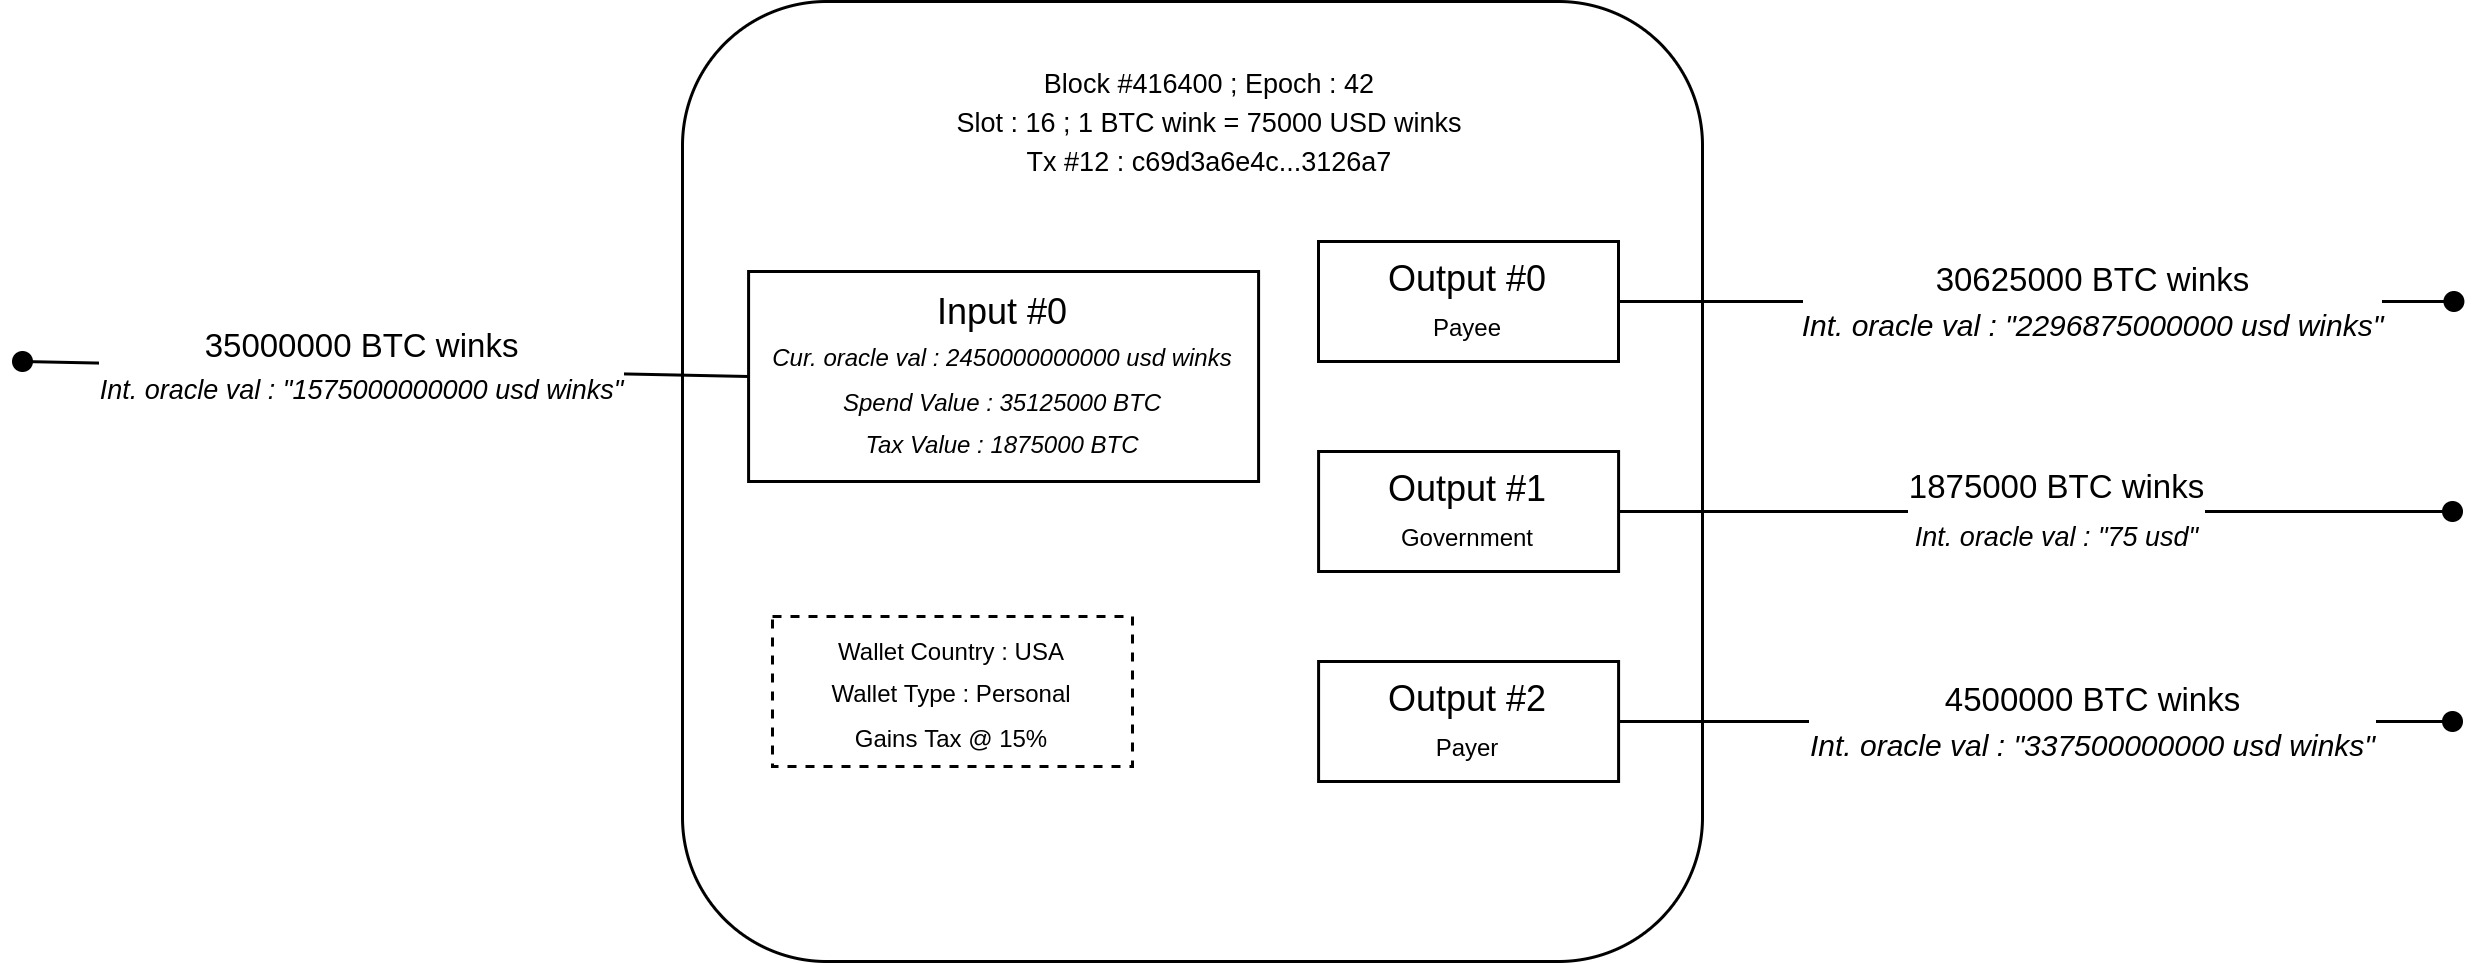 Block #416400 ; Epoch : 42
Slot : 16 ; 1 BTC wink = 75000 USD winks
Tx #12 : c69d3a6e4c...3126a7
35000000 BTC winks
Int. oracle val : "1575000000000 usd winks"
Input #0
Cur. oracle val : 2450000000000 usd winks
Spend Value : 35125000 BTC
Tax Value : 1875000 BTC
Wallet Country : USA
Wallet Type : Personal
Gains Tax @ 15%
Output #0
Payee
30625000 BTC winks
Int. oracle val : "2296875000000 usd winks"
Output #1
Government
1875000 BTC winks
Int. oracle val : "75 usd"
Output #2
Payer
4500000 BTC winks
Int. oracle val : "337500000000 usd winks"